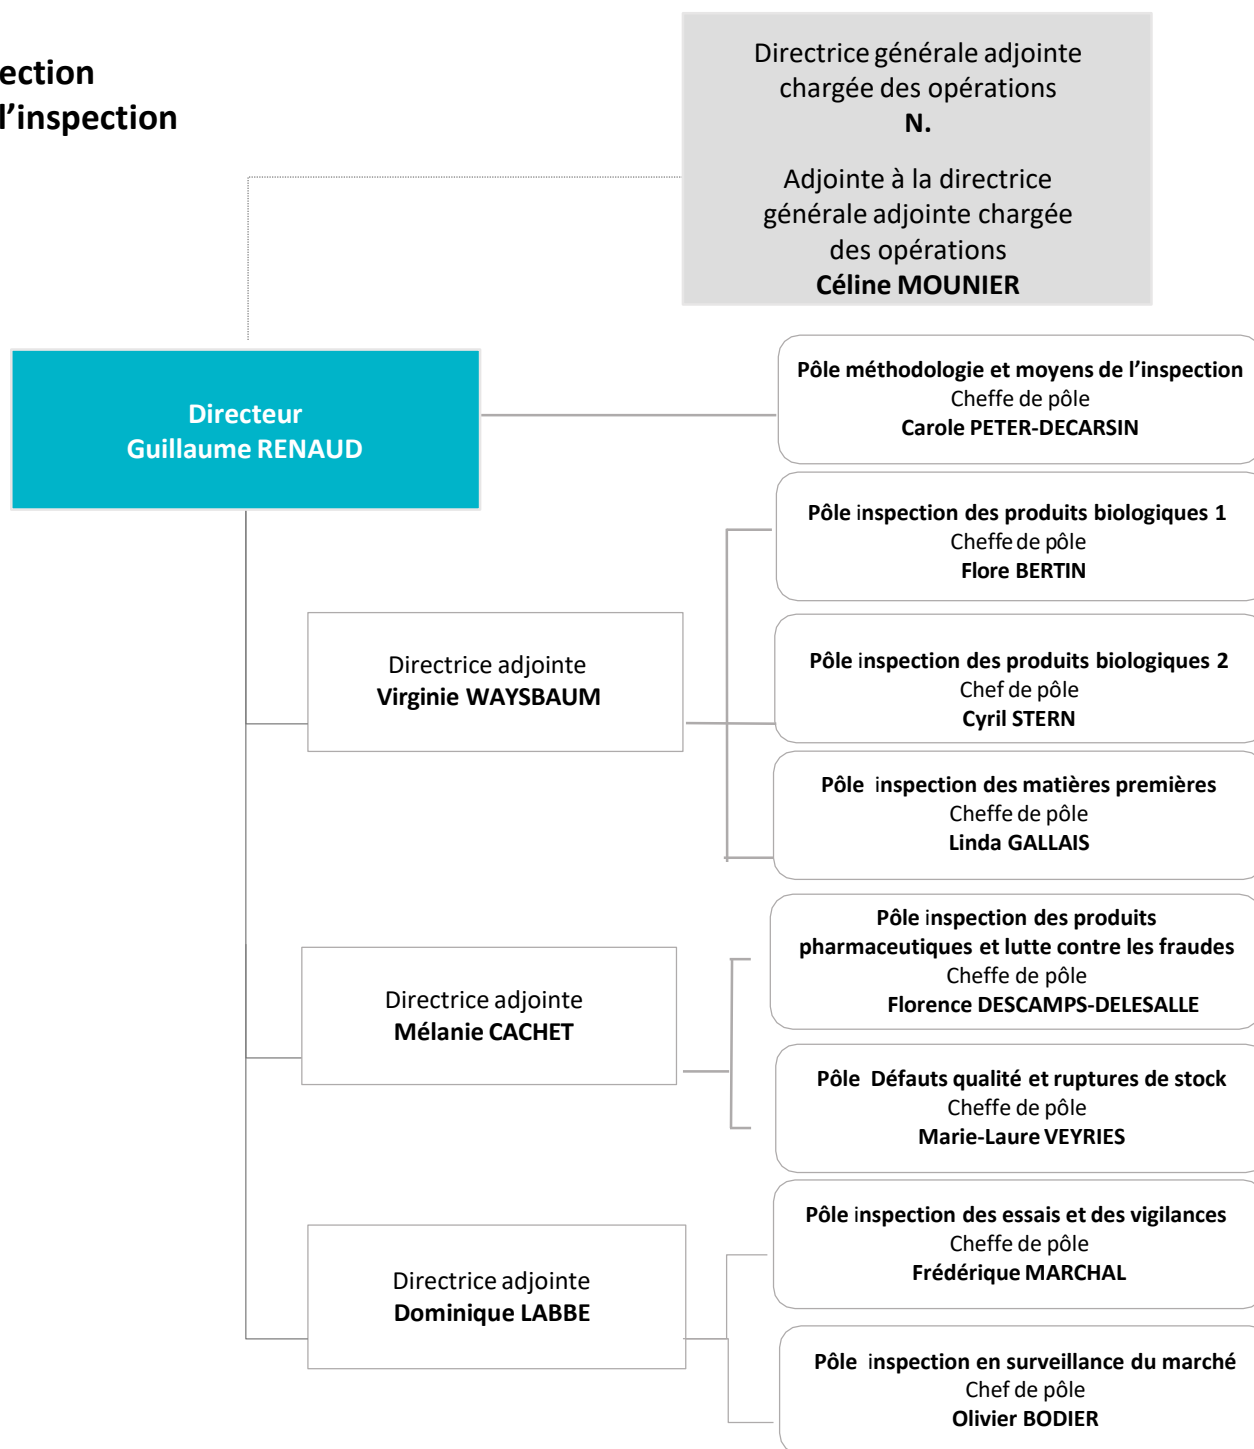 ection
l’inspection
Directrice générale adjointe
chargée des opérations
N.
Adjointe à la directrice
générale adjointe chargée
des opérations
Céline MOUNIER
Directeur
Guillaume RENAUD
Pôle méthodologie et moyens de l’inspection
Cheffe de pôle
Carole PETER-DECARSIN
Pôle inspection des produits biologiques 1
Cheffe de pôle
Flore BERTIN
Directrice adjointe
Virginie WAYSBAUM
Pôle inspection des produits biologiques 2
Chef de pôle
Cyril STERN
Pôle inspection des matières premières
Cheffe de pôle
Linda GALLAIS
Directrice adjointe
Mélanie CACHET
Pôle inspection des produits
pharmaceutiques et lutte contre les fraudes
Cheffe de pôle
Florence DESCAMPS-DELESALLE
Pôle Défauts qualité et ruptures de stock
Cheffe de pôle
Marie-Laure VEYRIES
Directrice adjointe
Dominique LABBE
Pôle inspection des essais et des vigilances
Cheffe de pôle
Frédérique MARCHAL
Pôle inspection en surveillance du marché
Chef de pôle
Olivier BODIER